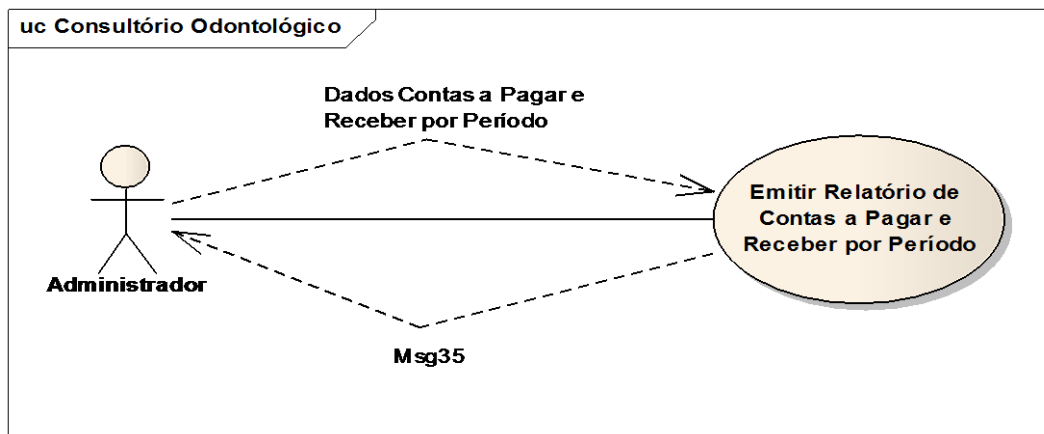 uc Consultório Odontológico
Dados Contas a Pagar e
Receber por Período
Emitir Relatório de
Contas a Pagar e
Receber por Período
Administrador
Msg35